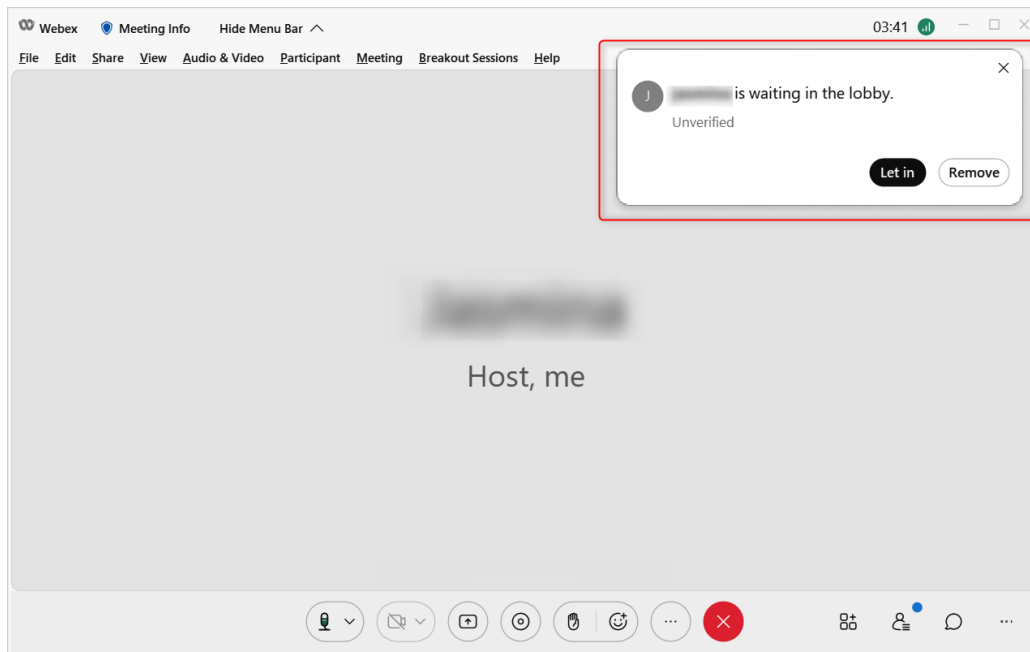 Webex Meeting Info Hide Menu Bar 03:41
File Edit Share View Audio & Video Participant Meeting Breakout Sessions Help
J is waiting in the lobby.
Unverified
Let in Remove
Host, me